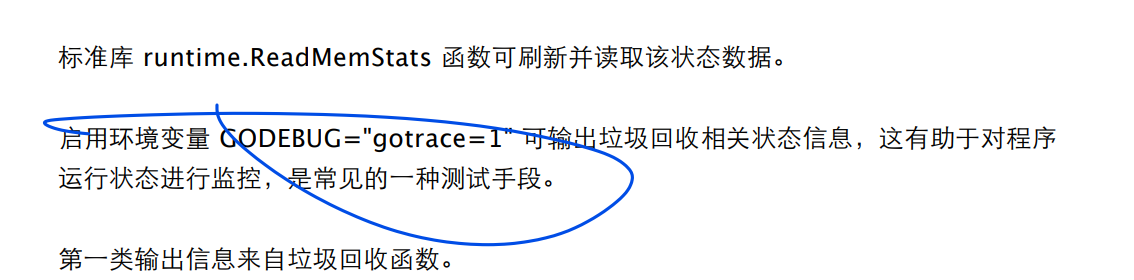 标准库 runtime.ReadMemStats 函数可刷新并读取该状态数据。
启用环境变量 GODEBUG="gotrace=1" 可输出垃圾回收相关状态信息，这有助于对程序
运行状态进行监控，是常见的一种测试手段。
第一类输出信息来自垃圾回收函数。